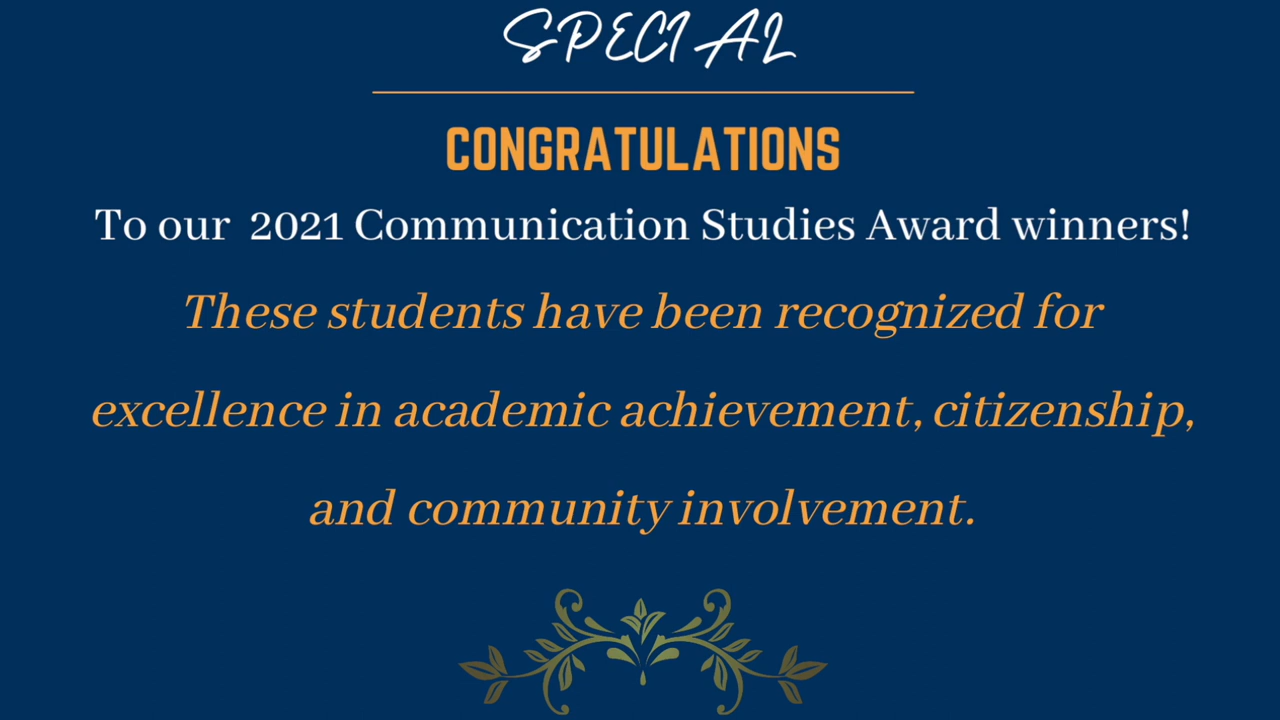 SPECIAL
CONGRATULATIONS
To our 2021 Communication Studies Award winners!
These students have been recognized for
excellence in academic achievement, citizenship,
and community involvement.